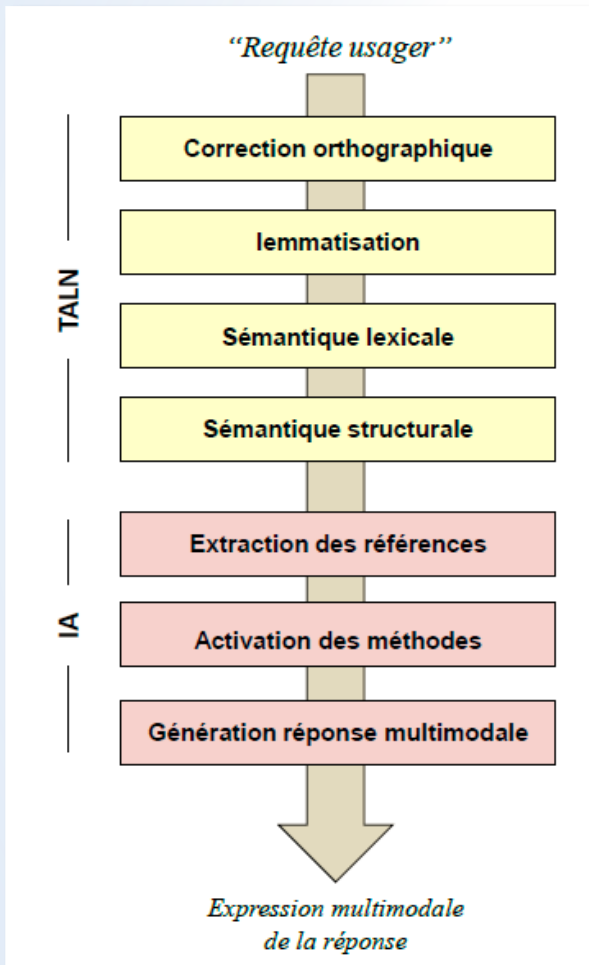 “Requête usager”
Correction orthographique
lemmatisation
Sémantique lexicale
Sémantique structurale
TALN
Extraction des références
Activation des méthodes
Génération réponse multimodale
IA
Expression multimodale
de la réponse